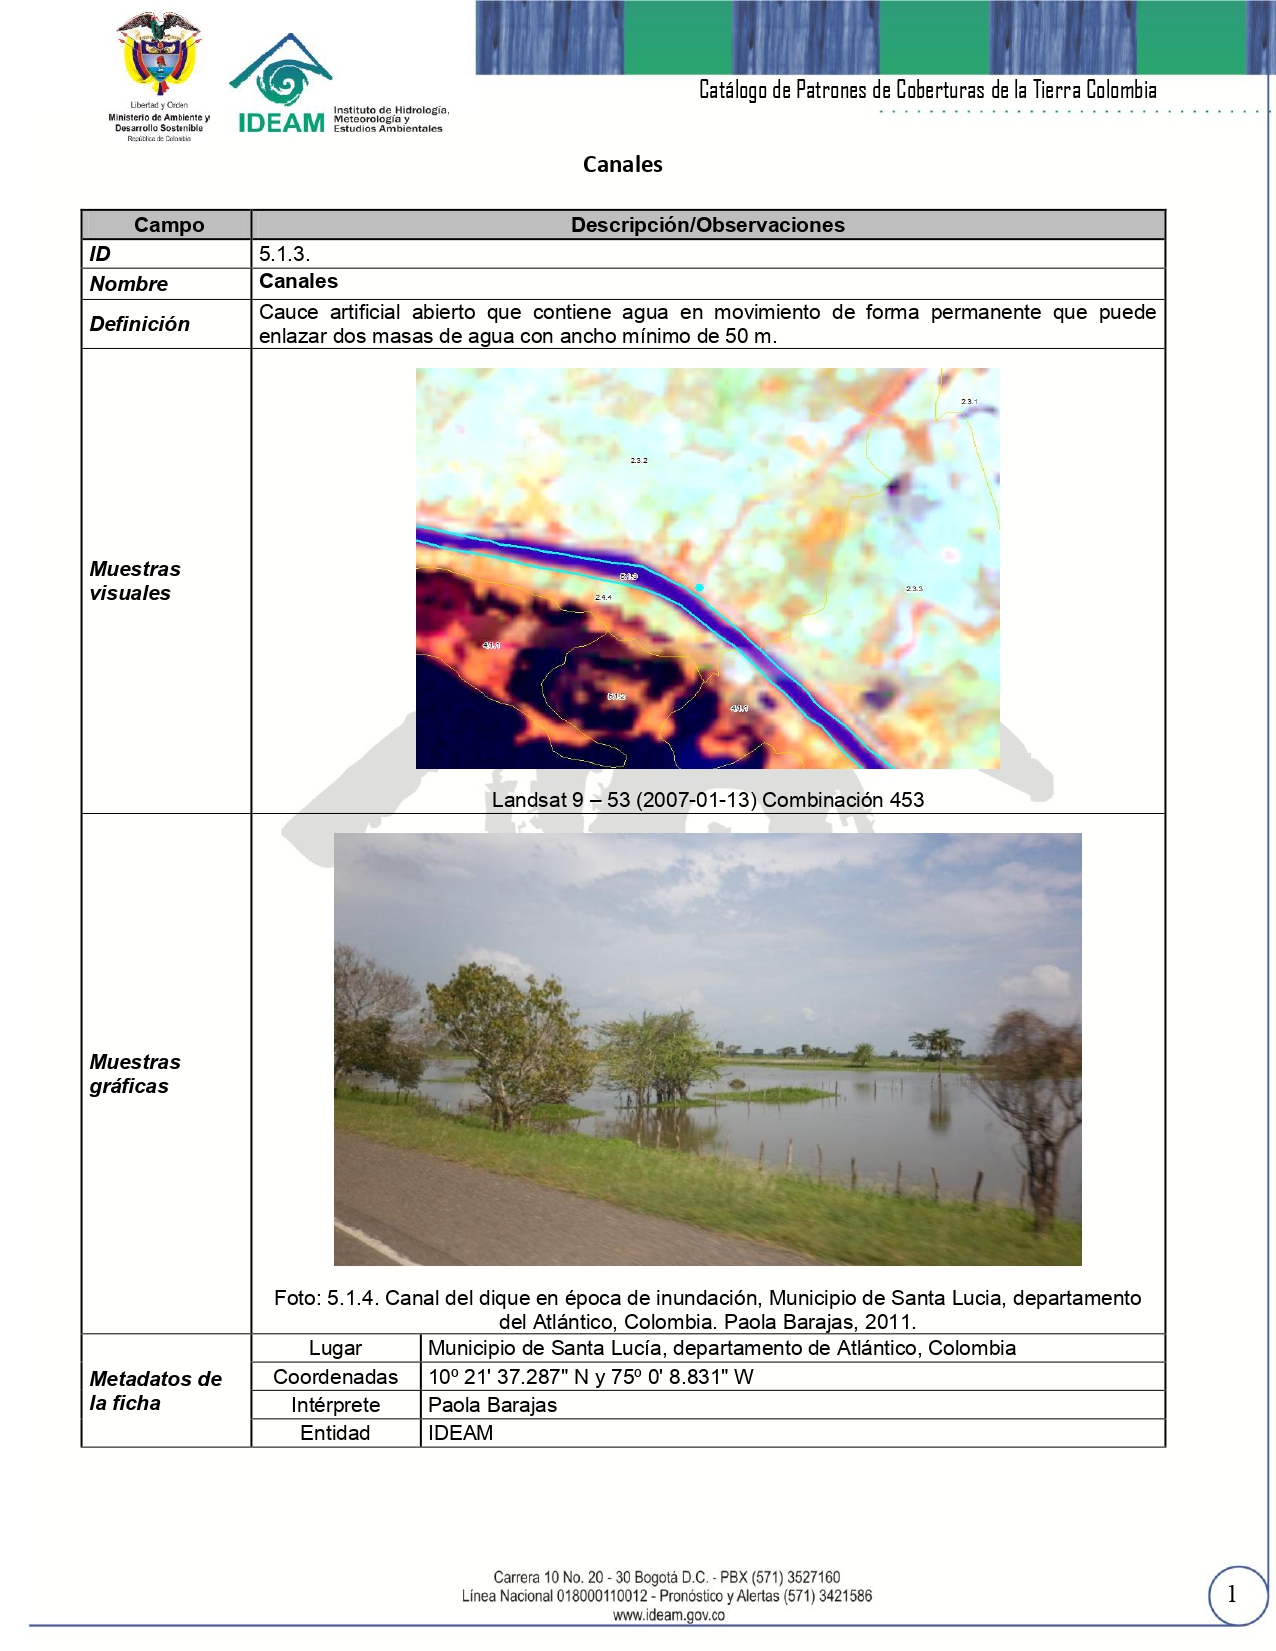 Libertad y Orden
Ministerio de Ambiente y
Desarrollo Sostenible
República de Colombia
IDEAM
Instituto de Hidrología,
Meteorología y
Estudios Ambientales
Catálogo de Patrones de Coberturas de la Tierra Colombia
Canales
Campo Descripción/Observaciones
ID 5.1.3.
Nombre Canales
Definición Cauce artificial abierto que contiene agua en movimiento de forma permanente que puede
enlazar dos masas de agua con ancho mínimo de 50 m.
Muestras
visuales
2.3.1
2.3.2
5.1.3
2.3.3
2.4.4
4.1.1
5.1.2
4.1.1
Landsat 9 – 53 (2007-01-13) Combinación 453
Muestras
gráficas
Foto: 5.1.4. Canal del dique en época de inundación, Municipio de Santa Lucia, departamento
del Atlántico, Colombia. Paola Barajas, 2011.
Metadatos de
la ficha
Lugar Municipio de Santa Lucía, departamento de Atlántico, Colombia
Coordenadas 10º 21' 37.287" N y 75º 0' 8.831" W
Intérprete Paola Barajas
Entidad IDEAM
Carrera 10 No. 20 - 30 Bogotá D.C. - PBX (571) 3527160
Línea Nacional 018000110012 - Pronóstico y Alertas (571) 3421586
www.ideam.gov.co
1